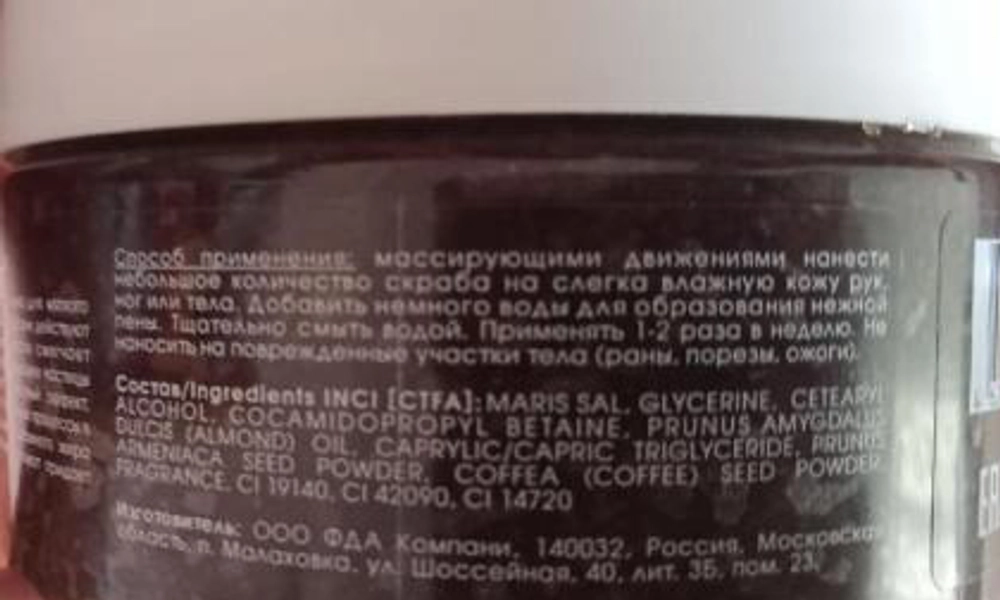 Способ применения: массирующими движениями нанести
небольшое количество скраба на слегка влажную кожу рук,
ног или тела. Добавить немного воды для образования нежной
пены. Тщательно смыть водой. Применять 1-2 раза в неделю. Не
наносить на поврежденные участки тела (раны, порезы, ожоги).
Состав/Ingredients INCI [CTFA]: MARIS SAL, GLYCERINE, CETEARYL
ALCOHOL, COCAMIDOPROPYL BETAINE, PRUNUS AMYGDALUS
DULCIS (ALMOND) OIL, CAPRYLIC/CAPRIC TRIGLYCERIDE, PRUNUS
ARMENIACA SEED POWDER, COFFEA (COFFEE) SEED POWDER,
FRAGRANCE, CI 19140, CI 42090, CI 14720
Изготовитель: ООО ФДА Компани, 140032, Россия, Московская
область, п. Малаховка, ул. Шоссейная, 40, лит. 3Б, пом. 23.